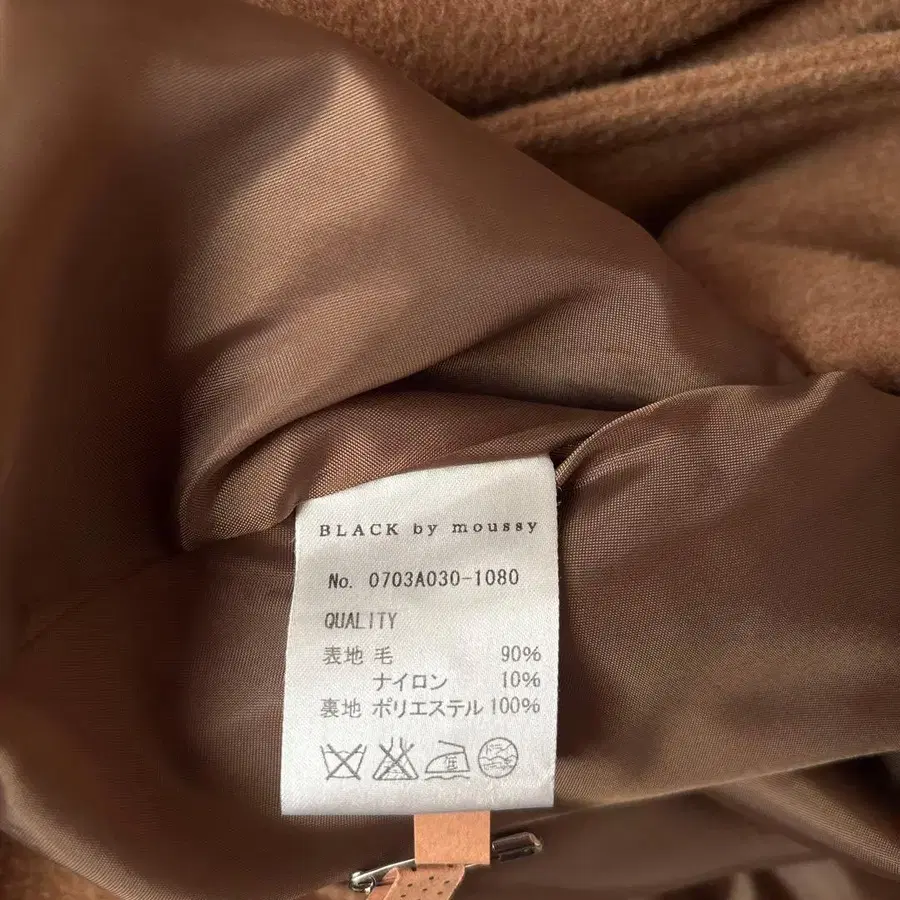 BLACK by moussy
No. 0703A030-1080
QUALITY
表地 毛 90%
ナイロン 10%
裏地 ポリエステル 100%